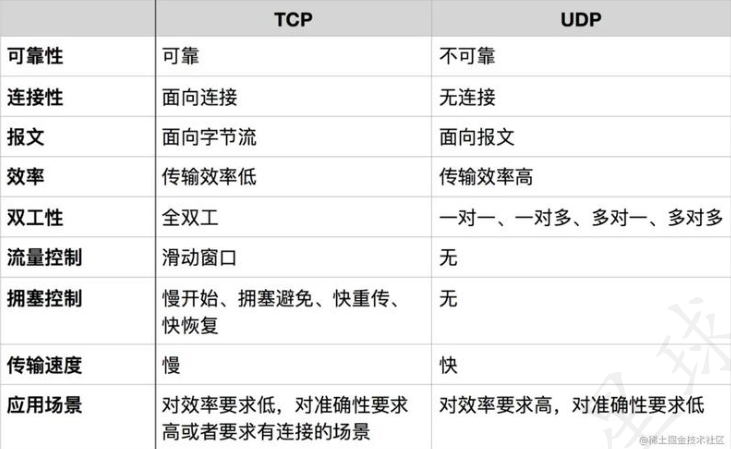 TCP UDP
可靠性 可靠 不可靠
连接性 面向连接 无连接
报文 面向字节流 面向报文
效率 传输效率低 传输效率高
双工性 全双工 一对一、一对多、多对一、多对多
流量控制 滑动窗口 无
拥塞控制 慢开始、拥塞避免、快重传、 无
快恢复
传输速度 慢 快
应用场景 对效率要求低，对准确性要求 对效率要求高，对准确性要求低
高或者要求有连接的场景
星球
@稀土掘金技术社区